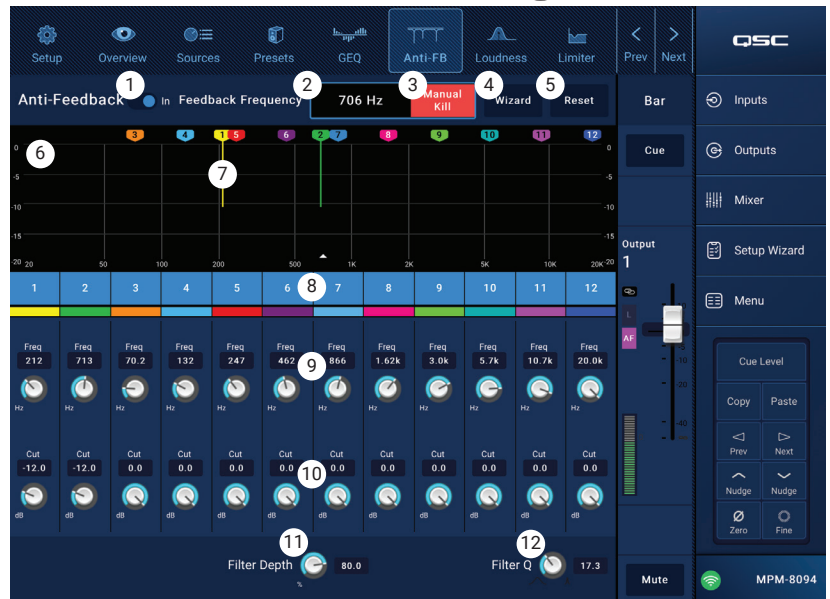 Setup Overview Sources Presets GEQ Anti-FB Loudness Limiter Prev Next
QSC
1 2 3 4 5
Anti-Feedback In Feedback Frequency 706 Hz Manual Kill Wizard Reset Bar
Inputs
3 4 1 5 6 2 7 8 9 10 11 12
6 0 0 Cue
Outputs
7 -5 -5
Mixer
-10 -10
-15 -15
-20 20 50 100 200 500 1K 2K 5K 10K 20K -20
Output
1
Setup Wizard
1 2 3 4 5 6 8 7 8 9 10 11 12
Menu
L
AF
Freq Freq Freq Freq Freq Freq Freq Freq Freq Freq Freq Freq
212 713 70.2 132 247 462 9 866 1.62k 3.0k 5.7k 10.7k 20.0k
Hz Hz Hz Hz Hz Hz Hz Hz Hz Hz Hz Hz
-10
-20
-40
Cue Level
Copy Paste
Prev Next
Nudge Nudge
Zero Fine
Cut Cut Cut Cut Cut Cut Cut Cut Cut Cut Cut Cut
-12.0 -12.0 0.0 0.0 0.0 0.0 10 0.0 0.0 0.0 0.0 0.0 0.0
dB dB dB dB dB dB dB dB dB dB dB dB
11 12
Filter Depth 80.0 Filter Q 17.3
%
Mute
MPM-8094